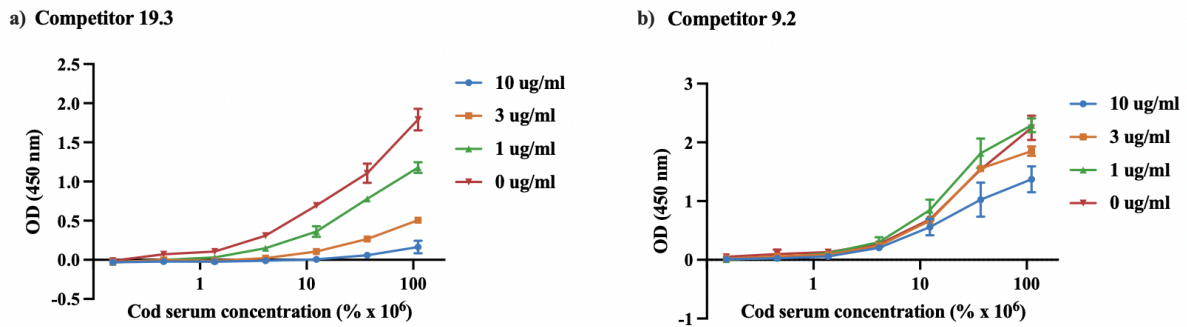 a) Competitor 19.3
2.5
2.0
1.5
1.0
0.5
0.0
-0.5
OD (450 nm)
1
10
100
Cod serum concentration (% x 10⁶)
10 ug/ml
3 ug/ml
1 ug/ml
0 ug/ml
b) Competitor 9.2
3
2
1
0
-1
OD (450 nm)
1
10
100
Cod serum concentration (% x 10⁶)
10 ug/ml
3 ug/ml
1 ug/ml
0 ug/ml